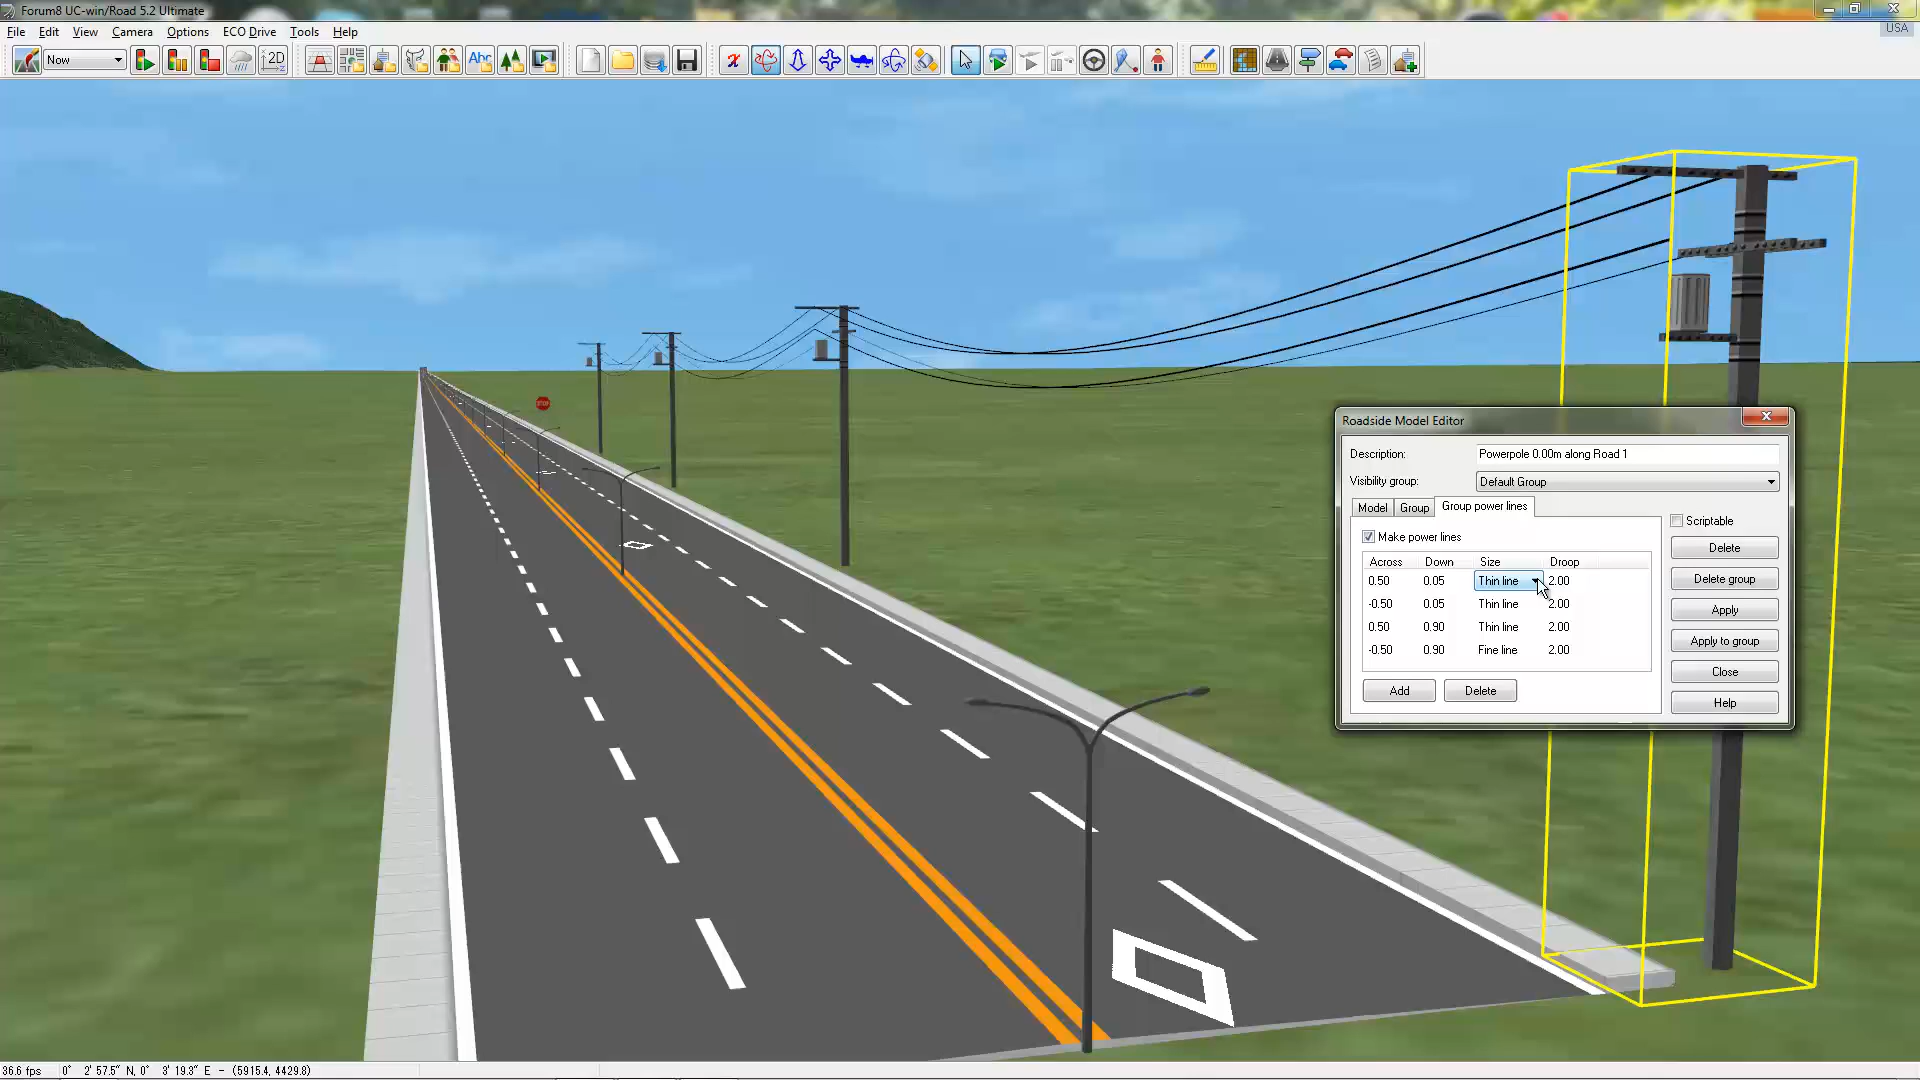 Forum8 UC-win/Road 5.2 Ultimate
File Edit View Camera Options ECO Drive Tools Help
USA
Now 2D Abc
STOP
Roadside Model Editor
Description: Powerpole 0.00m along Road 1
Visibility group: Default Group
Model Group Group power lines
Scriptable
Make power lines
Delete
Across Down Size Droop
0.50 0.05 Thin line 2.00
Delete group
-0.50 0.05 Thin line 2.00
Apply
0.50 0.90 Thin line 2.00
Apply to group
-0.50 0.90 Fine line 2.00
Close
Add Delete
Help
36.6 fps 0° 2' 57.5" N, 0° 3' 19.3" E - (5915.4, 4429.8)